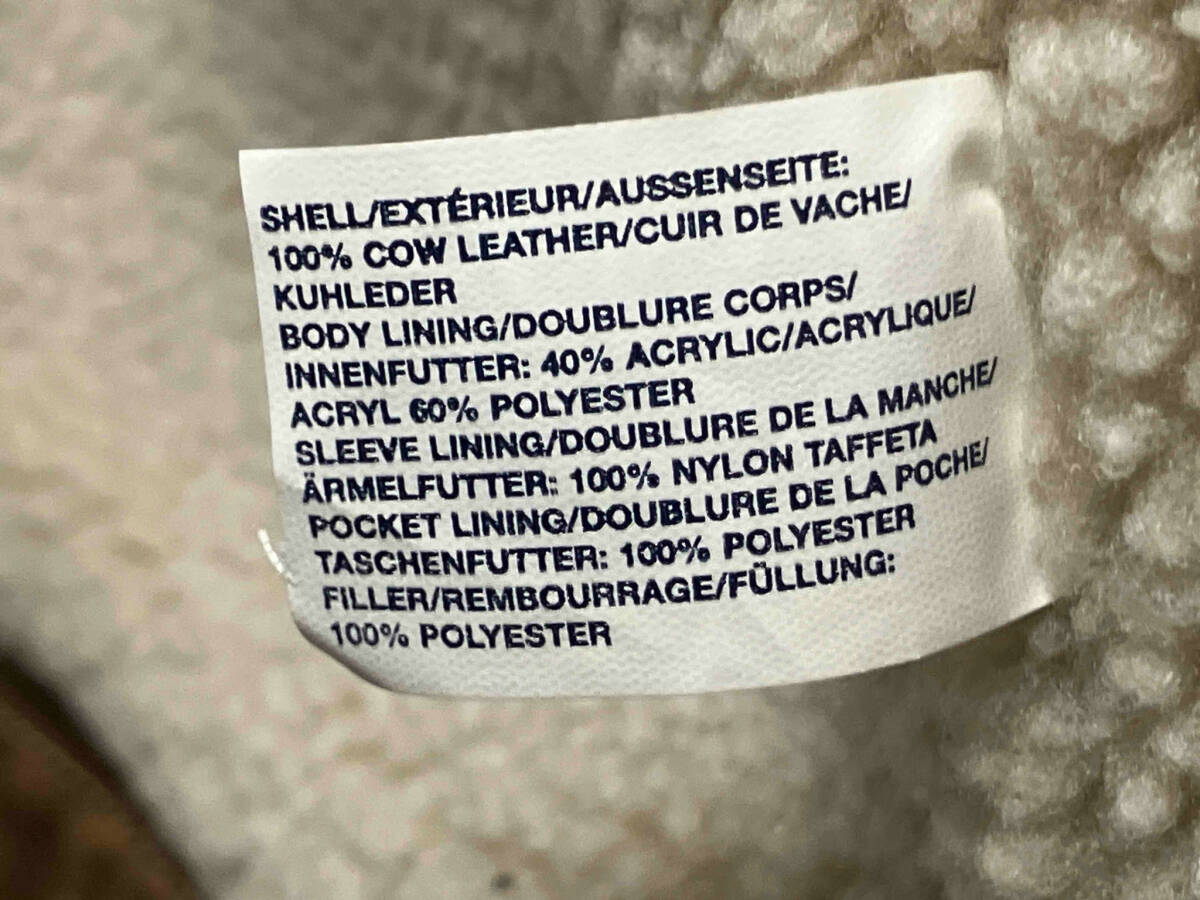 SHELL/EXTÉRIEUR/AUSSENSEITE:
100% COW LEATHER/CUIR DE VACHE/
KUHLEDER
BODY LINING/DOUBLURE CORPS/
INNENFUTTER: 40% ACRYLIC/ACRYLIQUE/
ACRYL 60% POLYESTER
SLEEVE LINING/DOUBLURE DE LA MANCHE/
ÄRMELFUTTER: 100% NYLON TAFFETA
POCKET LINING/DOUBLURE DE LA POCHE/
TASCHENFUTTER: 100% POLYESTER
FILLER/REMBOURRAGE/FÜLLUNG:
100% POLYESTER